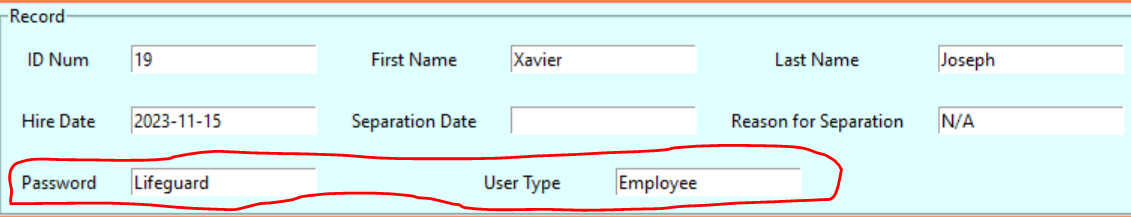 Record
ID Num 19 First Name Xavier Last Name Joseph
Hire Date 2023-11-15 Separation Date Reason for Separation N/A
Password Lifeguard User Type Employee